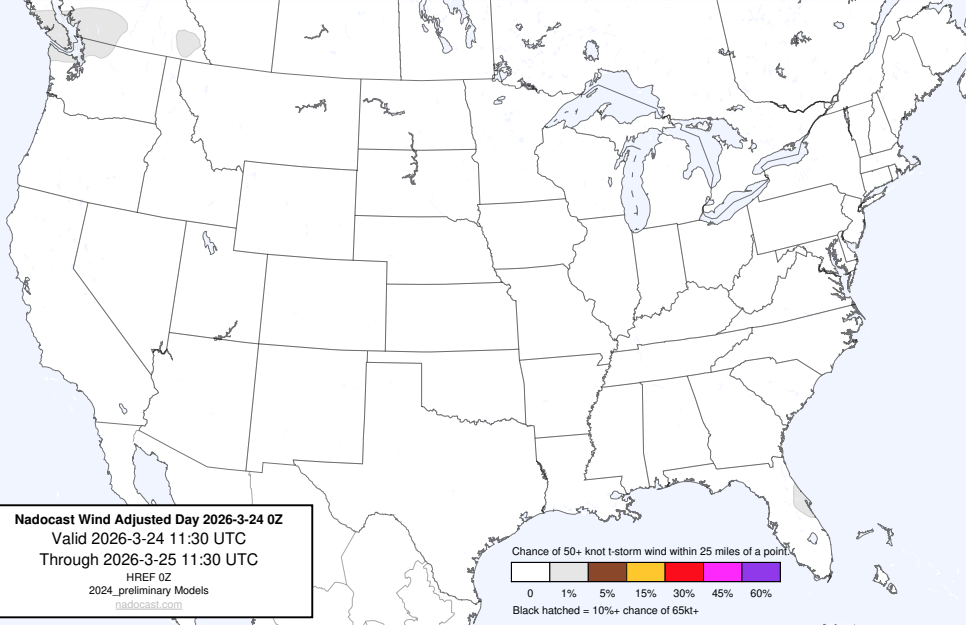 Nadocast Wind Adjusted Day 2026-3-24 0Z
Valid 2026-3-24 11:30 UTC
Through 2026-3-25 11:30 UTC
HREF 0Z
2024_preliminary Models
nadocast.com
Chance of 50+ knot t-storm wind within 25 miles of a point.
0 1% 5% 15% 30% 45% 60%
Black hatched = 10%+ chance of 65kt+